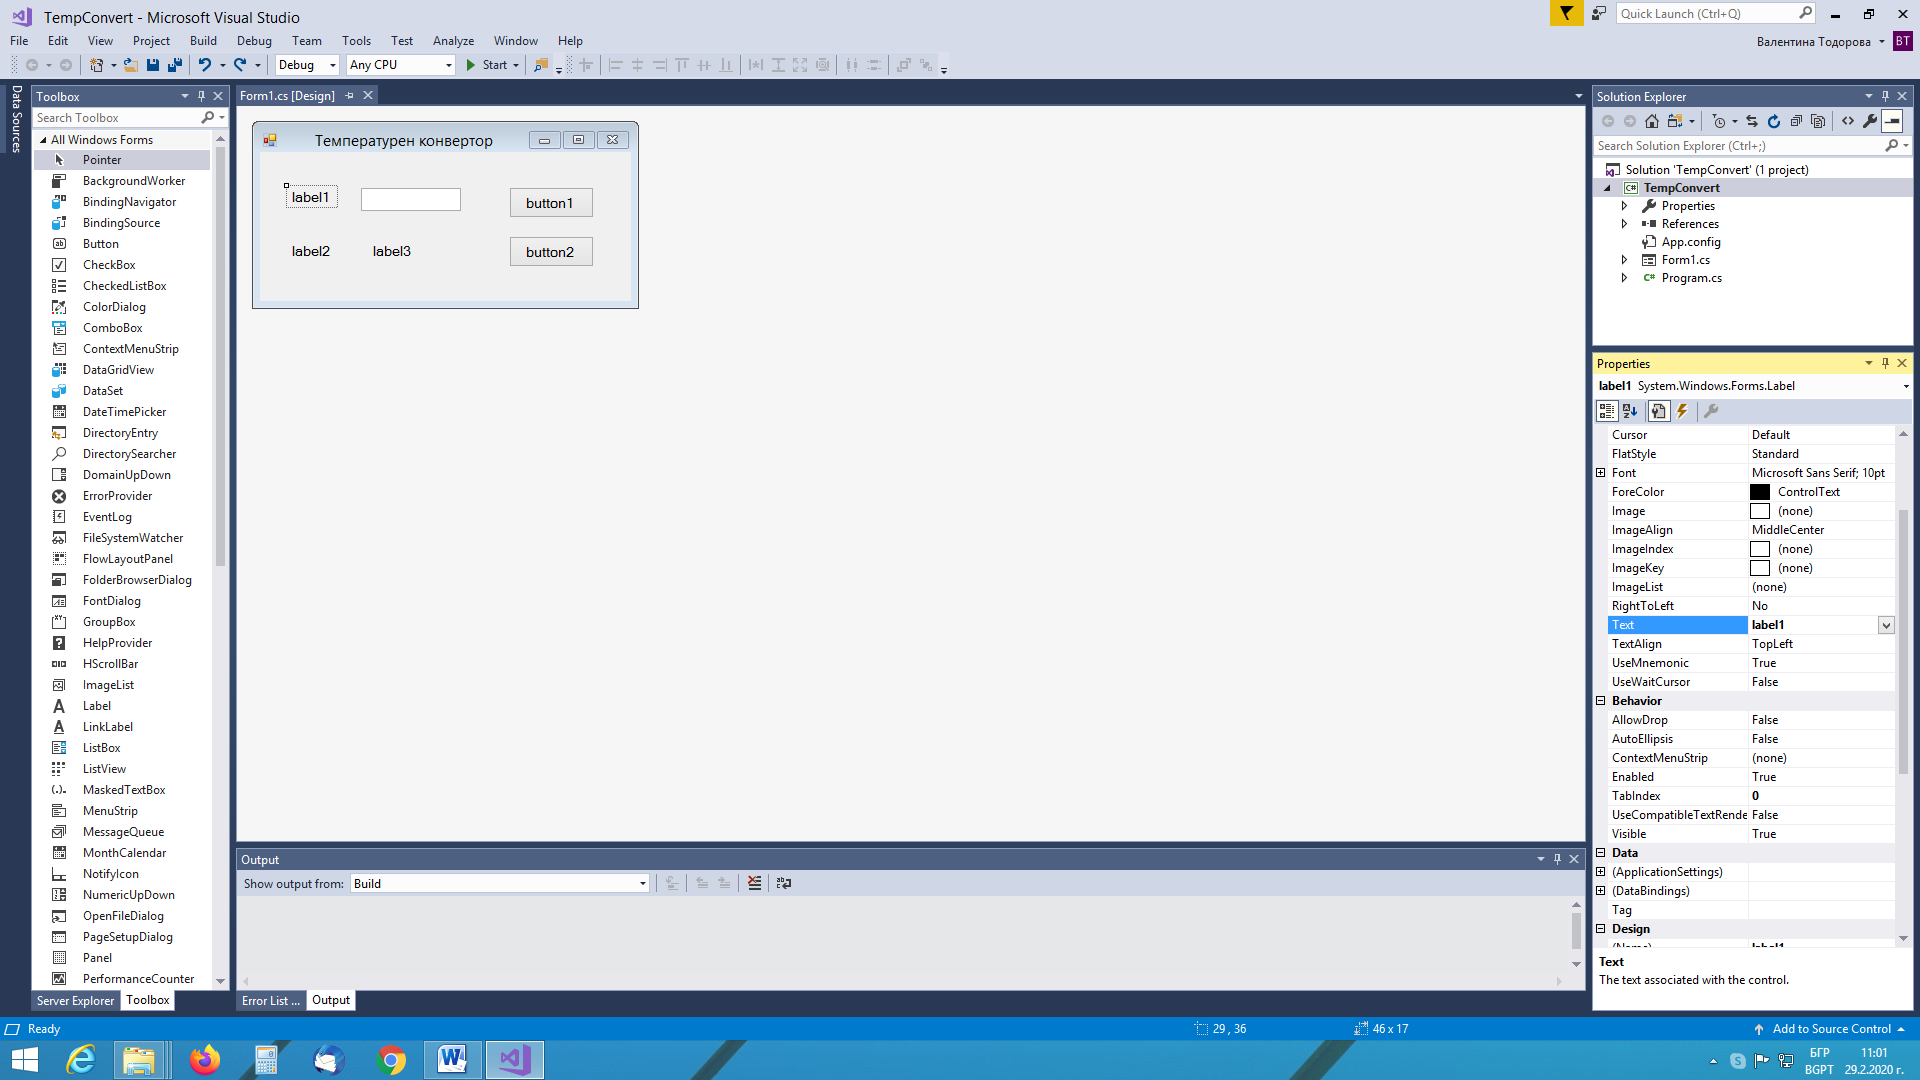 TempConvert - Microsoft Visual Studio
Quick Launch (Ctrl+Q)
File Edit View Project Build Debug Team Tools Test Analyze Window Help
Валентина Тодорова ВТ
Debug Any CPU Start
Data Sources
Toolbox
Search Toolbox
All Windows Forms
Pointer
BackgroundWorker
BindingNavigator
BindingSource
Button
CheckBox
CheckedListBox
ColorDialog
ComboBox
ContextMenuStrip
DataGridView
DataSet
DateTimePicker
DirectoryEntry
DirectorySearcher
DomainUpDown
ErrorProvider
EventLog
FileSystemWatcher
FlowLayoutPanel
FolderBrowserDialog
FontDialog
GroupBox
HelpProvider
HScrollBar
ImageList
Label
LinkLabel
ListBox
ListView
MaskedTextBox
MenuStrip
MessageQueue
MonthCalendar
NotifyIcon
NumericUpDown
OpenFileDialog
PageSetupDialog
Panel
PerformanceCounter
Server Explorer Toolbox
Form1.cs [Design]
Температурен конвертор
label1 button1
label2 label3 button2
Output
Show output from: Build
Error List ... Output
Solution Explorer
Search Solution Explorer (Ctrl+;)
Solution 'TempConvert' (1 project)
TempConvert
Properties
References
App.config
Form1.cs
Program.cs
Properties
label1 System.Windows.Forms.Label
Cursor Default
FlatStyle Standard
Font Microsoft Sans Serif; 10pt
ForeColor ControlText
Image (none)
ImageAlign MiddleCenter
ImageIndex (none)
ImageKey (none)
ImageList (none)
RightToLeft No
Text label1
TextAlign TopLeft
UseMnemonic True
UseWaitCursor False
Behavior
AllowDrop False
AutoEllipsis False
ContextMenuStrip (none)
Enabled True
TabIndex 0
UseCompatibleTextRende False
Visible True
Data
(ApplicationSettings)
(DataBindings)
Tag
Design
(Name) label1
Text
The text associated with the control.
Ready 29 , 36 46 x 17 Add to Source Control
БГР 11:01
BGPT 29.2.2020 г.